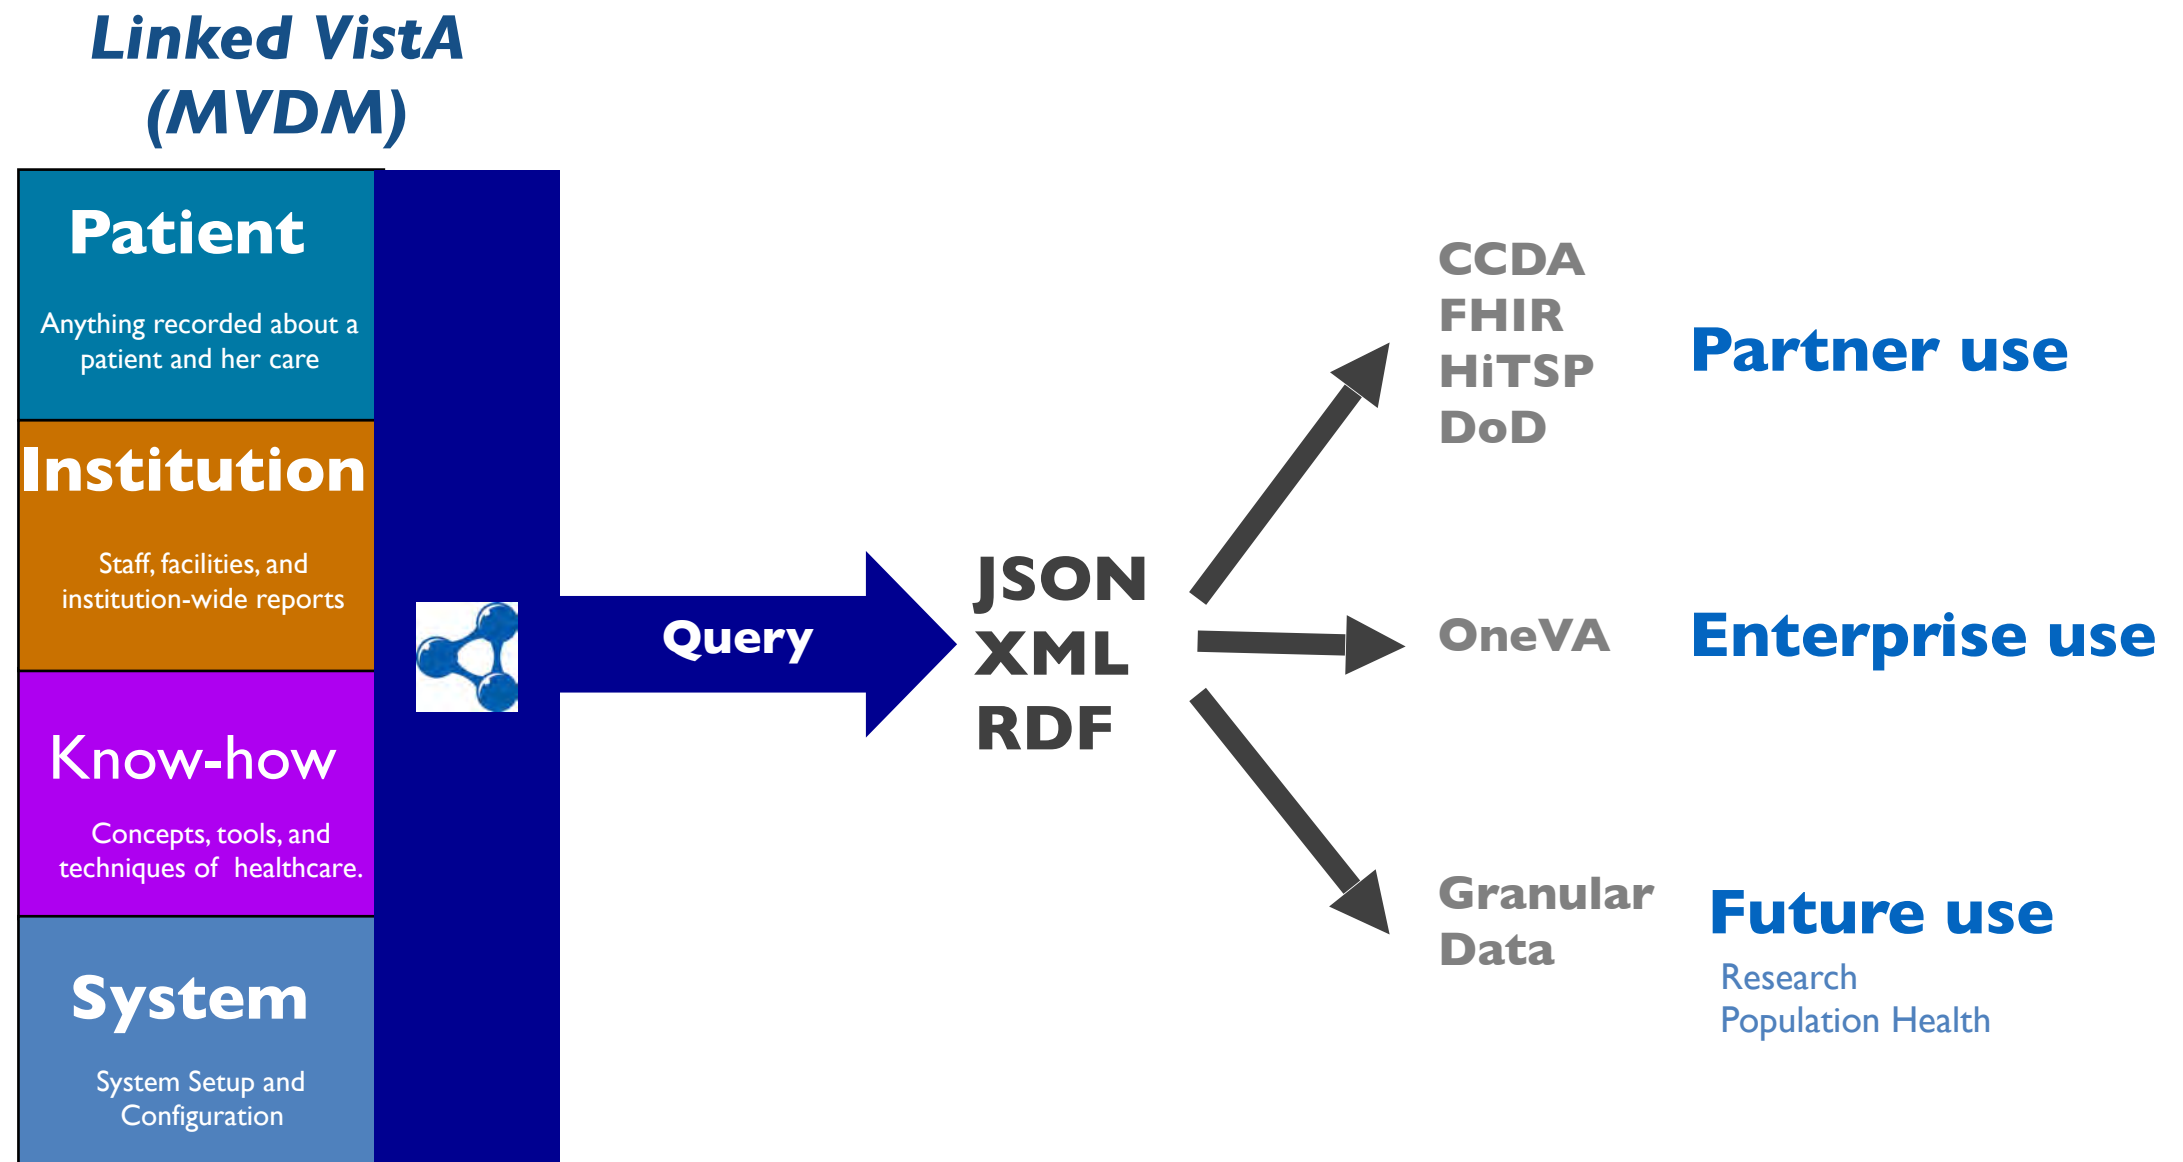 Linked VistA
(MVDM)
Patient
Anything recorded about a
patient and her care
Institution
Staff, facilities, and
institution-wide reports
Know-how
Concepts, tools, and
techniques of healthcare.
System
System Setup and
Configuration
Query
JSON
XML
RDF
CCDA
FHIR
HiTSP
DoD
Partner use
OneVA
Enterprise use
Granular
Data
Future use
Research
Population Health